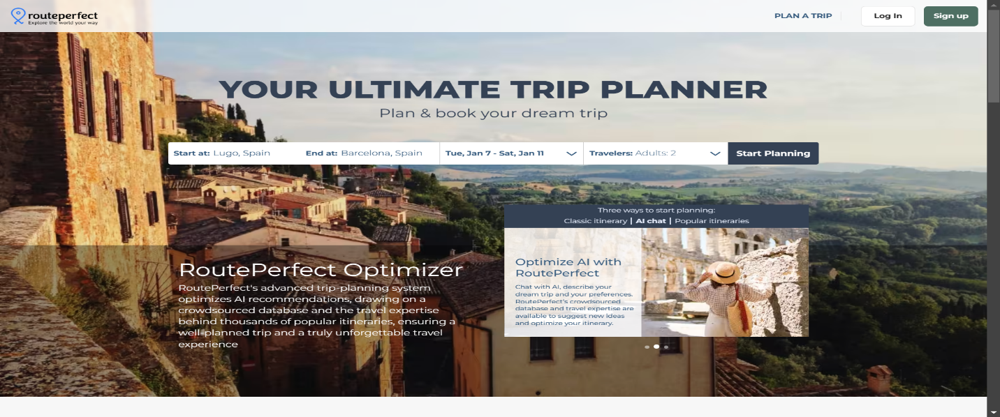 routeperfect
Explore the world your way
PLAN A TRIP
Log In
Sign up
YOUR ULTIMATE TRIP PLANNER
Plan & book your dream trip
Start at: Lugo, Spain
End at: Barcelona, Spain
Tue, Jan 7 - Sat, Jan 11
Travelers: Adults: 2
Start Planning
Three ways to start planning:
Classic itinerary | AI chat | Popular itineraries
Optimize AI with
RoutePerfect
Chat with AI, describe your
dream trip and your preferences.
RoutePerfect's crowdsourced
database and travel expertise are
available to suggest new ideas
and optimize your itinerary.
RoutePerfect Optimizer
RoutePerfect's advanced trip-planning system
optimizes AI recommendations, drawing on a
crowdsourced database and the travel expertise
behind thousands of popular itineraries, ensuring a
well-planned trip and a truly unforgettable travel
experience